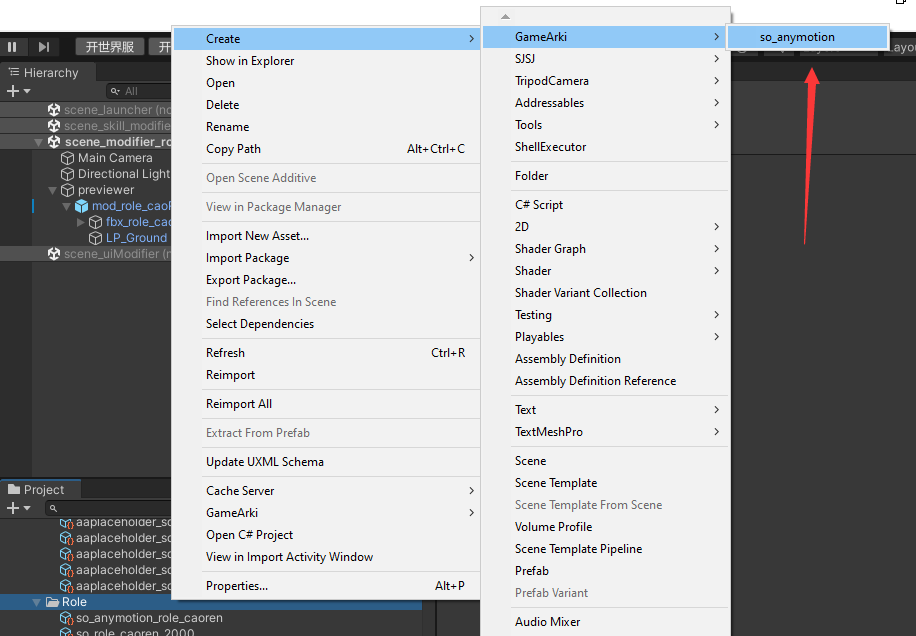 开世界服
Hierarchy
All
scene_launcher
scene_skill_modifie
scene_modifier_ro
Main Camera
Directional Light
previewer
mod_role_cao
fbx_role_cao
LP_Ground
scene_uiModifier
Project
aaplaceholder_so
aaplaceholder_so
aaplaceholder_so
aaplaceholder_so
aaplaceholder_so
Role
so_anymotion_role_caoren
so_role_caoren_2000
Create
Show in Explorer
Open
Delete
Rename
Copy Path Alt+Ctrl+C
Open Scene Additive
View in Package Manager
Import New Asset...
Import Package
Export Package...
Find References In Scene
Select Dependencies
Refresh Ctrl+R
Reimport
Reimport All
Extract From Prefab
Update UXML Schema
Cache Server
GameArki
Open C# Project
View in Import Activity Window
Properties... Alt+P
GameArki
SJSJ
TripodCamera
Addressables
Tools
ShellExecutor
Folder
C# Script
2D
Shader Graph
Shader
Shader Variant Collection
Testing
Playables
Assembly Definition
Assembly Definition Reference
Text
TextMeshPro
Scene
Scene Template
Scene Template From Scene
Volume Profile
Scene Template Pipeline
Prefab
Prefab Variant
Audio Mixer
so_anymotion